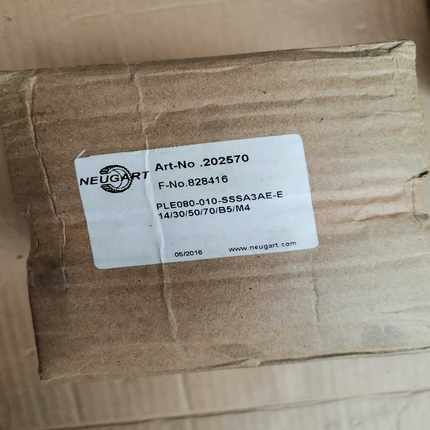 NEUGART
Art-No .202570
F-No.828416
PLE080-010-SSSA3AE-E
14/30/50/70/B5/M4
05/2016 www.neugart.com